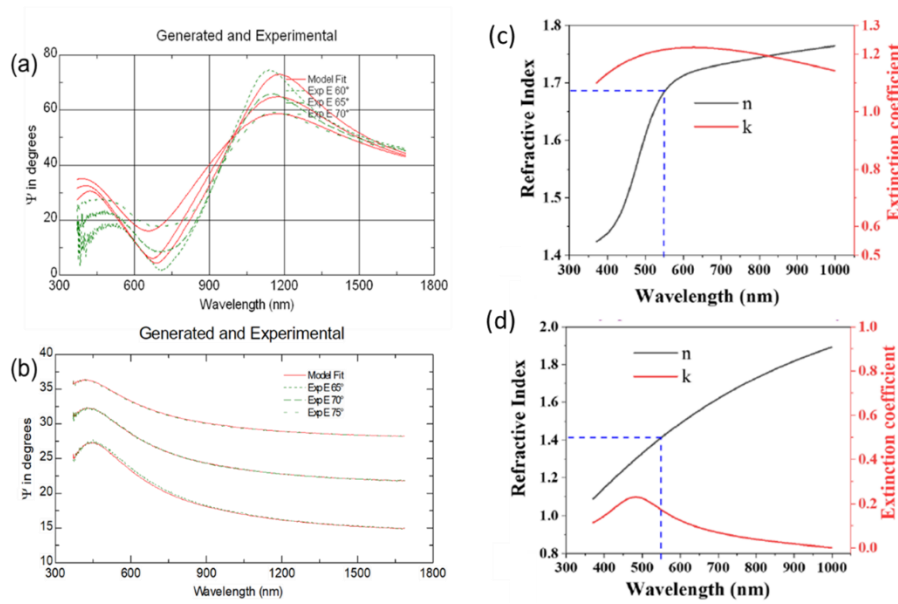 (a)
Generated and Experimental
Ψ in degrees
80
60
40
20
0
Model Fit
Exp E 60°
Exp E 65°
Exp E 70°
300 600 900 1200 1500 1800
Wavelength (nm)
(b)
Generated and Experimental
Ψ in degrees
40
35
30
25
20
15
10
Model Fit
Exp E 65°
Exp E 70°
Exp E 75°
300 600 900 1200 1500 1800
Wavelength (nm)
(c)
Refractive Index
1.8
1.7
1.6
1.5
1.4
n
k
1.3
1.2
1.1
1.0
0.9
0.8
0.7
0.6
0.5
Extinction coefficient
300 400 500 600 700 800 900 1000
Wavelength (nm)
(d)
Refractive Index
2.0
1.8
1.6
1.4
1.2
1.0
0.8
n
k
1.0
0.8
0.6
0.4
0.2
0.0
Extinction coefficient
300 400 500 600 700 800 900 1000
Wavelength (nm)